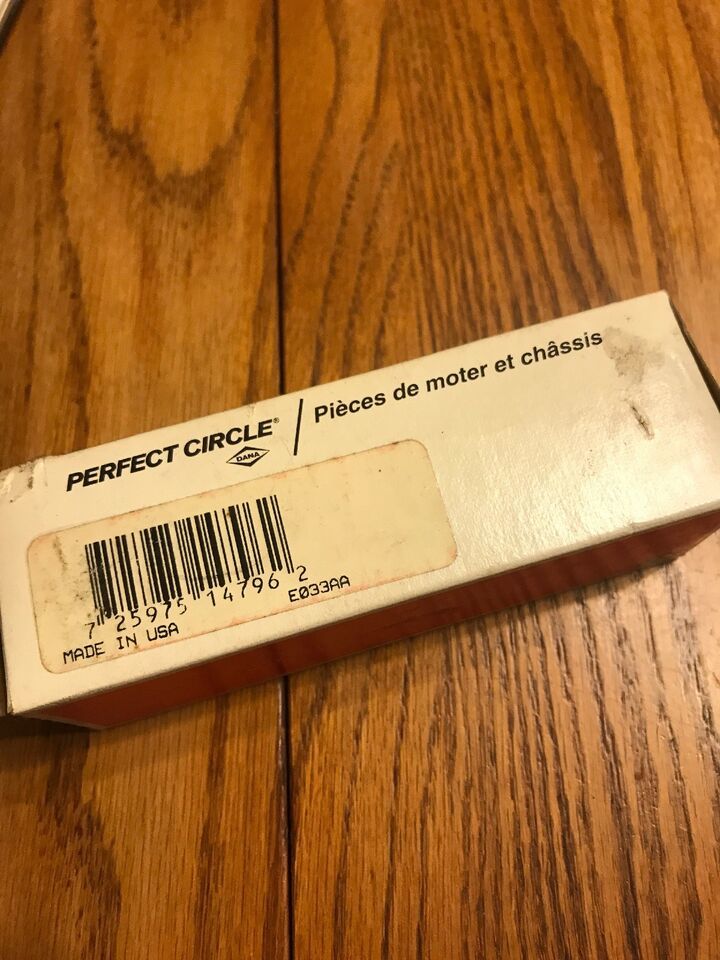 PERFECT CIRCLE®
DANA
Pièces de moter et châssis
7 25975 14796 2
E033AA
MADE IN USA